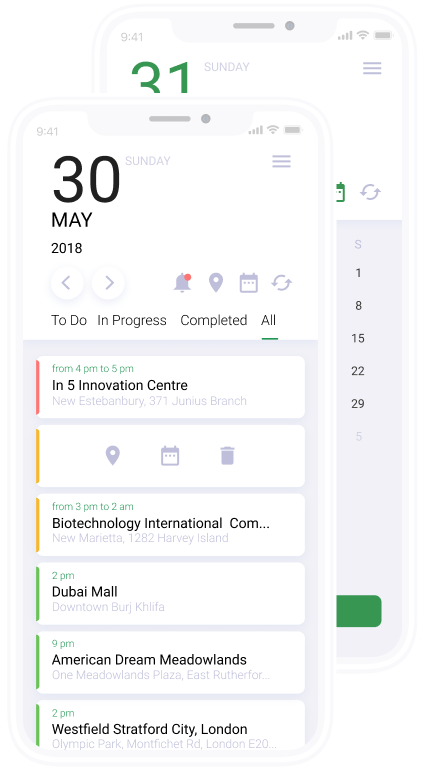 9:41
31
SUNDAY
S
1
8
15
22
29
5
9:41
30
SUNDAY
MAY
2018
To Do In Progress Completed All
from 4 pm to 5 pm
In 5 Innovation Centre
New Estebanbury, 371 Junius Branch
from 3 pm to 2 am
Biotechnology International Com...
New Marietta, 1282 Harvey Island
2 pm
Dubai Mall
Downtown Burj Khlifa
9 pm
American Dream Meadowlands
One Meadowlands Plaza, East Rutherfor...
2 pm
Westfield Stratford City, London
Olympic Park, Montfichet Rd, London E20...